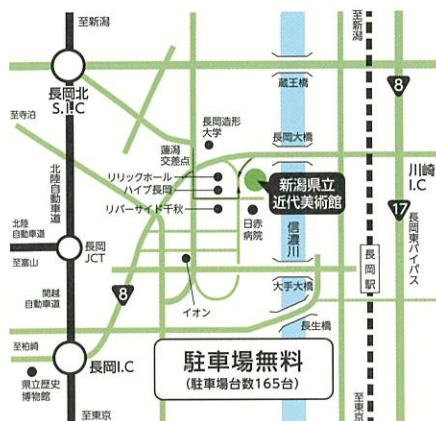 至新潟
至新潟
蔵王橋
8
長岡北
S.I.C
至寺泊
長岡造形
大学
蓮潟
交差点
長岡大橋
川崎
I.C
リリックホール
ハイブ長岡
リバーサイド千秋
新潟県立
近代美術館
北陸自動車道
17
長岡東バイパス
日赤
病院
信濃川
北陸
自動車道
長岡
JCT
至富山
長岡駅
関越
自動車道
8
イオン
大手大橋
長生橋
至柏崎
長岡I.C
県立歴史
博物館
駐車場無料
(駐車場台数165台)
至東京
至東京